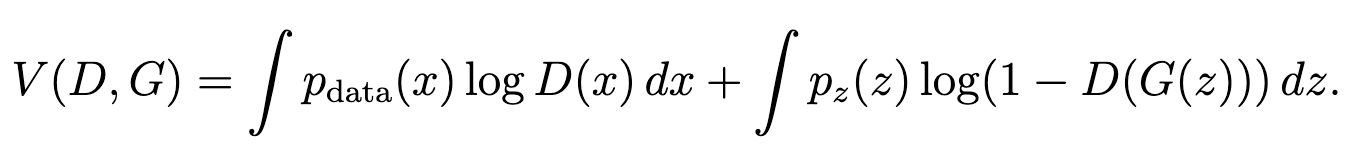 V(D, G) = ∫ p_data(x) log D(x) dx + ∫ p_z(z) log(1 − D(G(z))) dz.